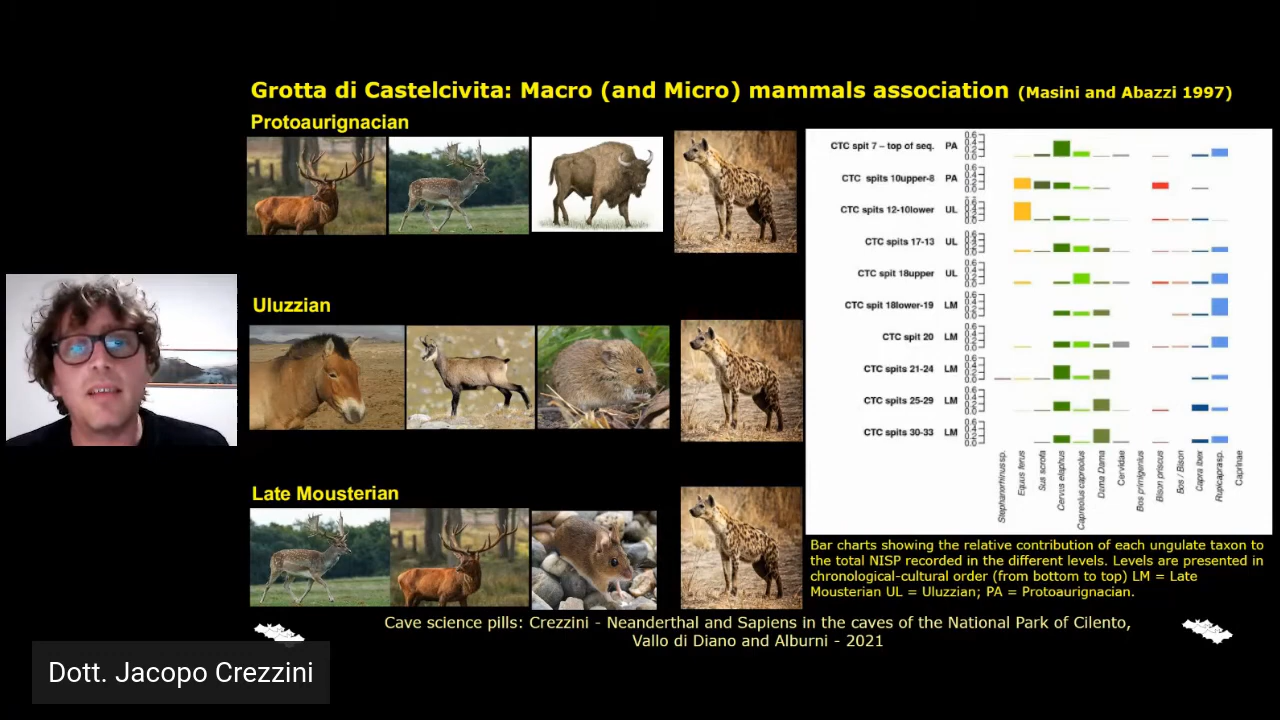 Grotta di Castelcivita: Macro (and Micro) mammals association (Masini and Abazzi 1997)
Protoaurignacian
Uluzzian
Late Mousterian
CTC spit 7 – top of seq. PA
CTC spits 10upper-8 PA
CTC spits 12-10lower UL
CTC spits 17-13 UL
CTC spit 18upper UL
CTC spit 18lower-19 LM
CTC spit 20 LM
CTC spits 21-24 LM
CTC spits 25-29 LM
CTC spits 30-33 LM
Stephanorhinus sp.
Equus ferus
Sus scrofa
Cervus elaphus
Capreolus capreolus
Dama Dama
Cervidae
Bos primigenius
Bison priscus
Bos / Bison
Capra ibex
Rupicapra sp.
Caprinae
Bar charts showing the relative contribution of each ungulate taxon to
the total NISP recorded in the different levels. Levels are presented in
chronological-cultural order (from bottom to top) LM = Late
Mousterian UL = Uluzzian; PA = Protoaurignacian.
Cave science pills: Crezzini - Neanderthal and Sapiens in the caves of the National Park of Cilento,
Vallo di Diano and Alburni - 2021
Dott. Jacopo Crezzini